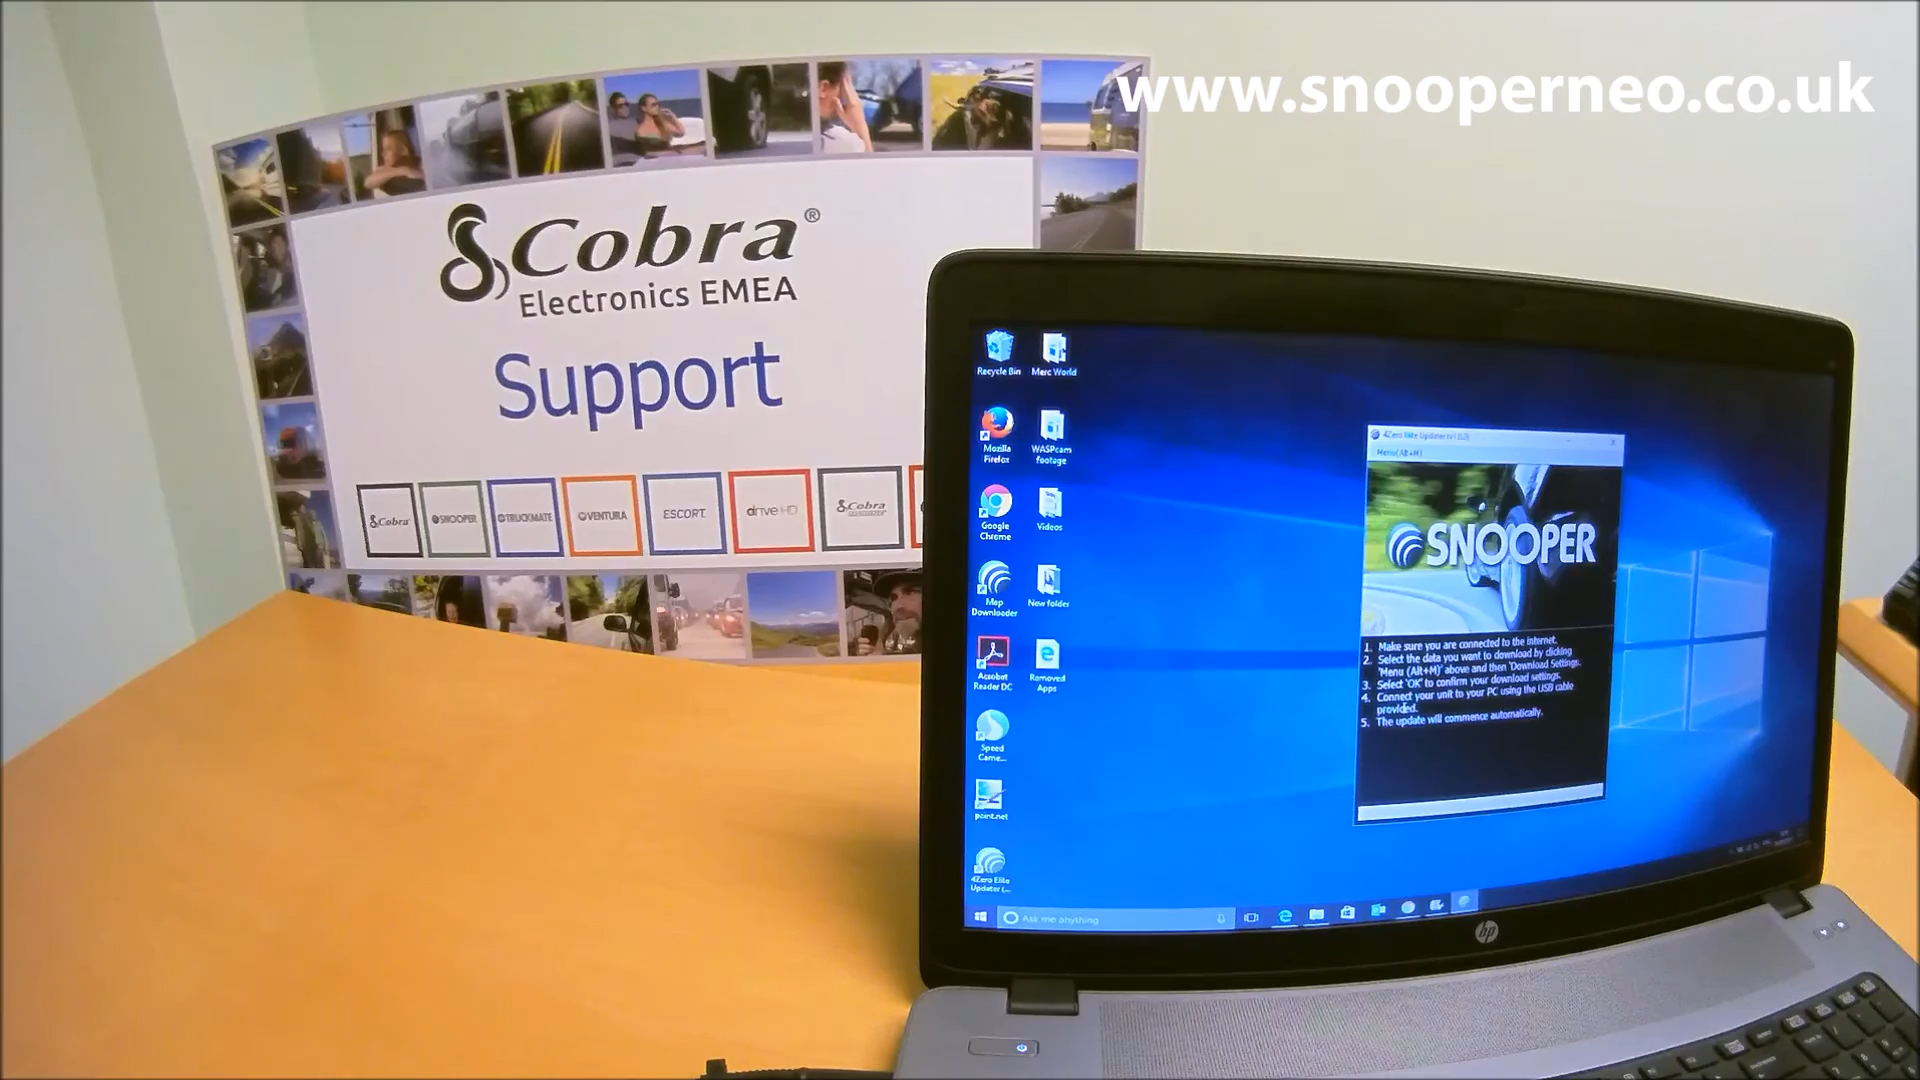 www.snooperneo.co.uk
Cobra®
Electronics EMEA
Support
Cobra
SNOOPER
TRUCKMATE
VENTURA
ESCORT
drive HD
Cobra
Recycle Bin
Merc World
Mozilla
Firefox
WASPcam
footage
Google
Chrome
Videos
Map
Downloader
New folder
Acrobat
Reader DC
Removed
Apps
Speed
Came...
paint.net
4Zero Elite
Updater (...
Ask me anything
4Zero Elite Updater
Menu(Alt+M)
SNOOPER
1. Make sure you are connected to the internet.
2. Select the data you want to download by clicking
'Menu (Alt+M)' above and then 'Download Settings.
3. Select 'OK' to confirm your download settings.
4. Connect your unit to your PC using the USB cable
provided.
5. The update will commence automatically.
hp